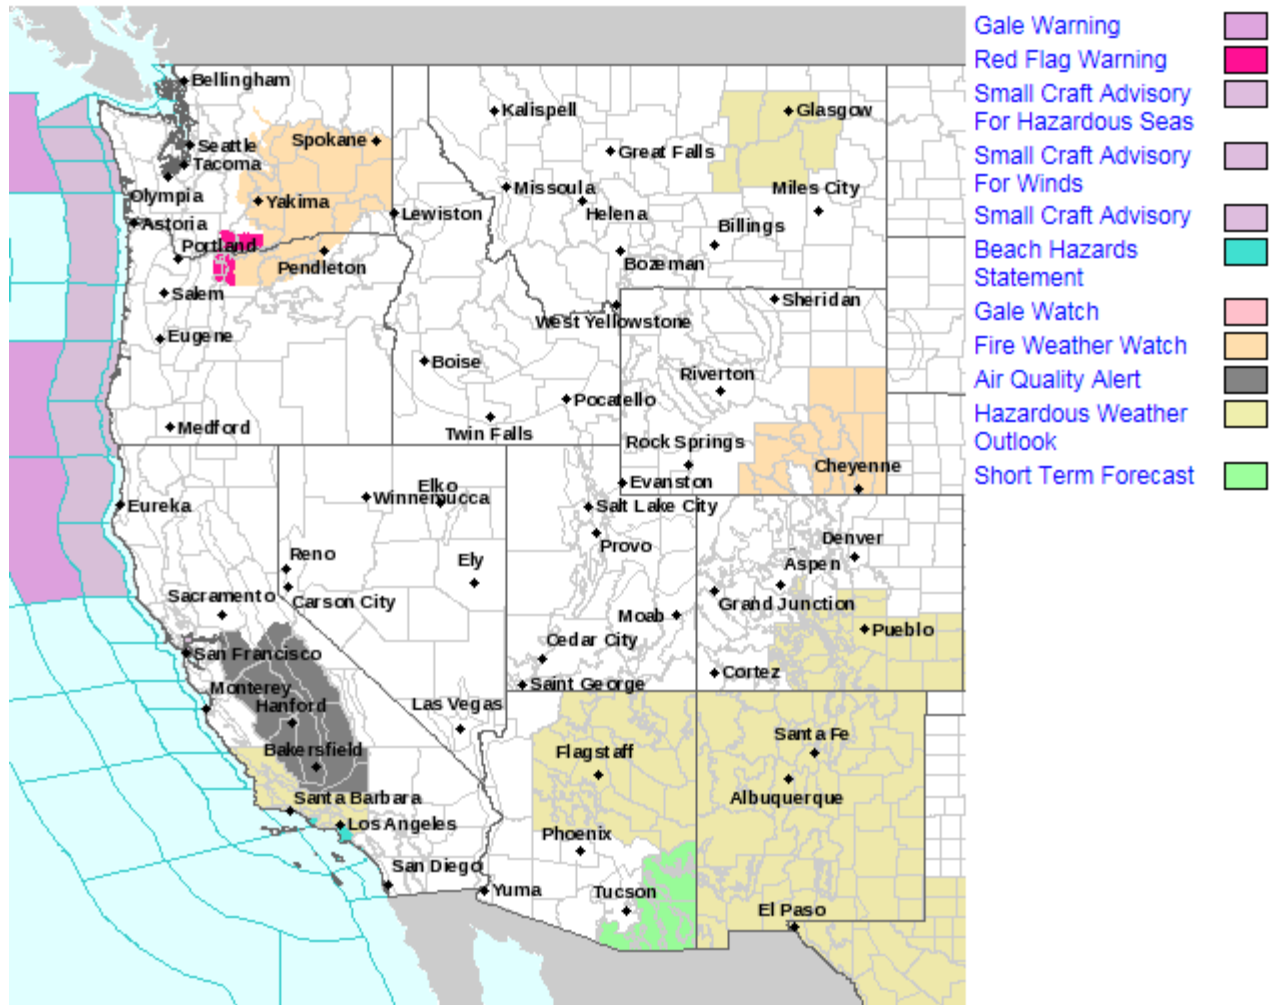 Gale Warning
Red Flag Warning
Small Craft Advisory
For Hazardous Seas
Small Craft Advisory
For Winds
Small Craft Advisory
Beach Hazards
Statement
Gale Watch
Fire Weather Watch
Air Quality Alert
Hazardous Weather
Outlook
Short Term Forecast
Bellingham
Kalispell
Glasgow
Seattle
Spokane
Great Falls
Tacoma
Olympia
Missoula
Miles City
Yakima
Helena
Lewiston
Astoria
Billings
Portland
Pendleton
Bozeman
Salem
Sheridan
West Yellowstone
Eugene
Boise
Riverton
Pocatello
Medford
Twin Falls
Rock Springs
Cheyenne
Elko
Evanston
Winnemucca
Eureka
Salt Lake City
Denver
Provo
Reno
Ely
Aspen
Sacramento
Carson City
Grand Junction
Moab
Pueblo
Cedar City
San Francisco
Cortez
Saint George
Monterey
Hanford
Las Vegas
Santa Fe
Bakersfield
Flagstaff
Santa Barbara
Albuquerque
Los Angeles
Phoenix
San Diego
Yuma
Tucson
El Paso